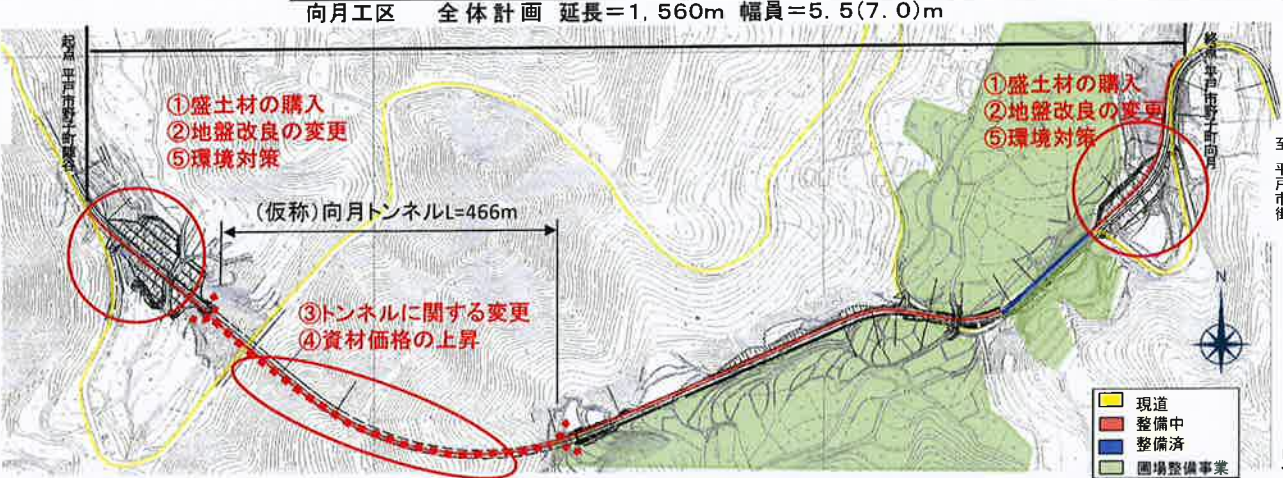 向月工区 全体計画 延長=1,560m 幅員=5.5(7.0)m
起点 平戸市野子町
終点 平戸市野子町向月
至 平戸市街
①盛土材の購入
②地盤改良の変更
⑤環境対策
①盛土材の購入
②地盤改良の変更
⑤環境対策
(仮称)向月トンネルL=466m
③トンネルに関する変更
④資材価格の上昇
N
現道
整備中
整備済
圃場整備事業